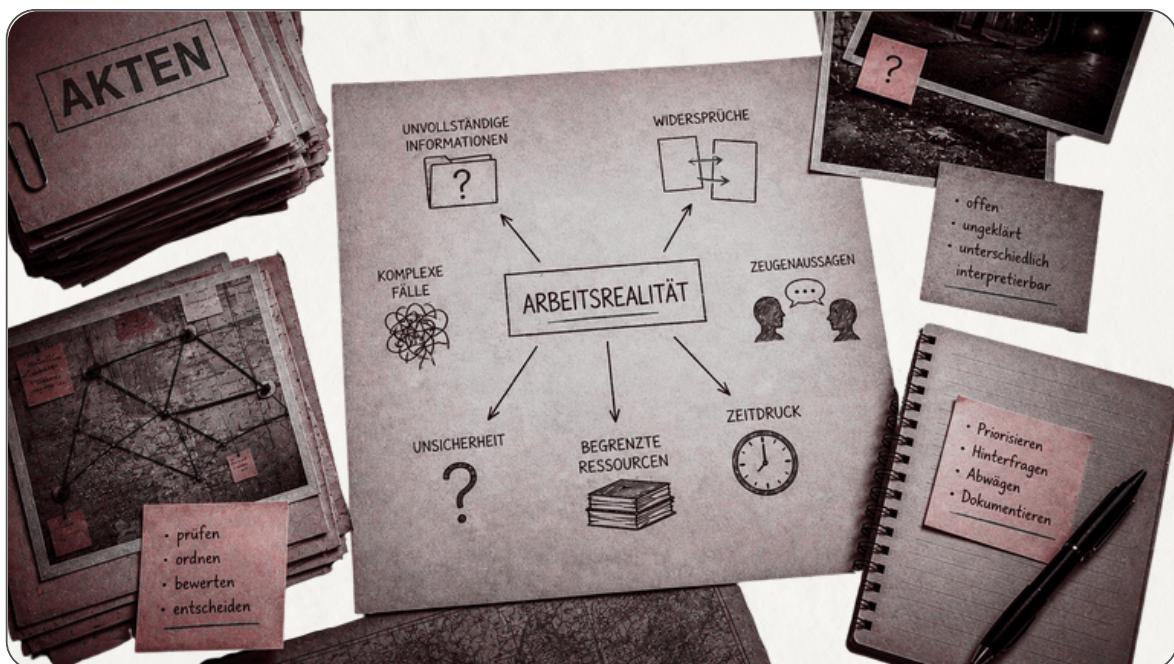 AKTEN
UNVOLLSTÄNDIGE
INFORMATIONEN
?
WIDERSPRÜCHE
?
KOMPLEXE
FÄLLE
ARBEITSREALITÄT
ZEUGENAUSSAGEN
UNSICHERHEIT
?
BEGRENZTE
RESSOURCEN
ZEITDRUCK
• offen
• ungeklärt
• unterschiedlich
interpretierbar
• prüfen
• ordnen
• bewerten
• entscheiden
• Priorisieren
• Hinterfragen
• Abwägen
• Dokumentieren